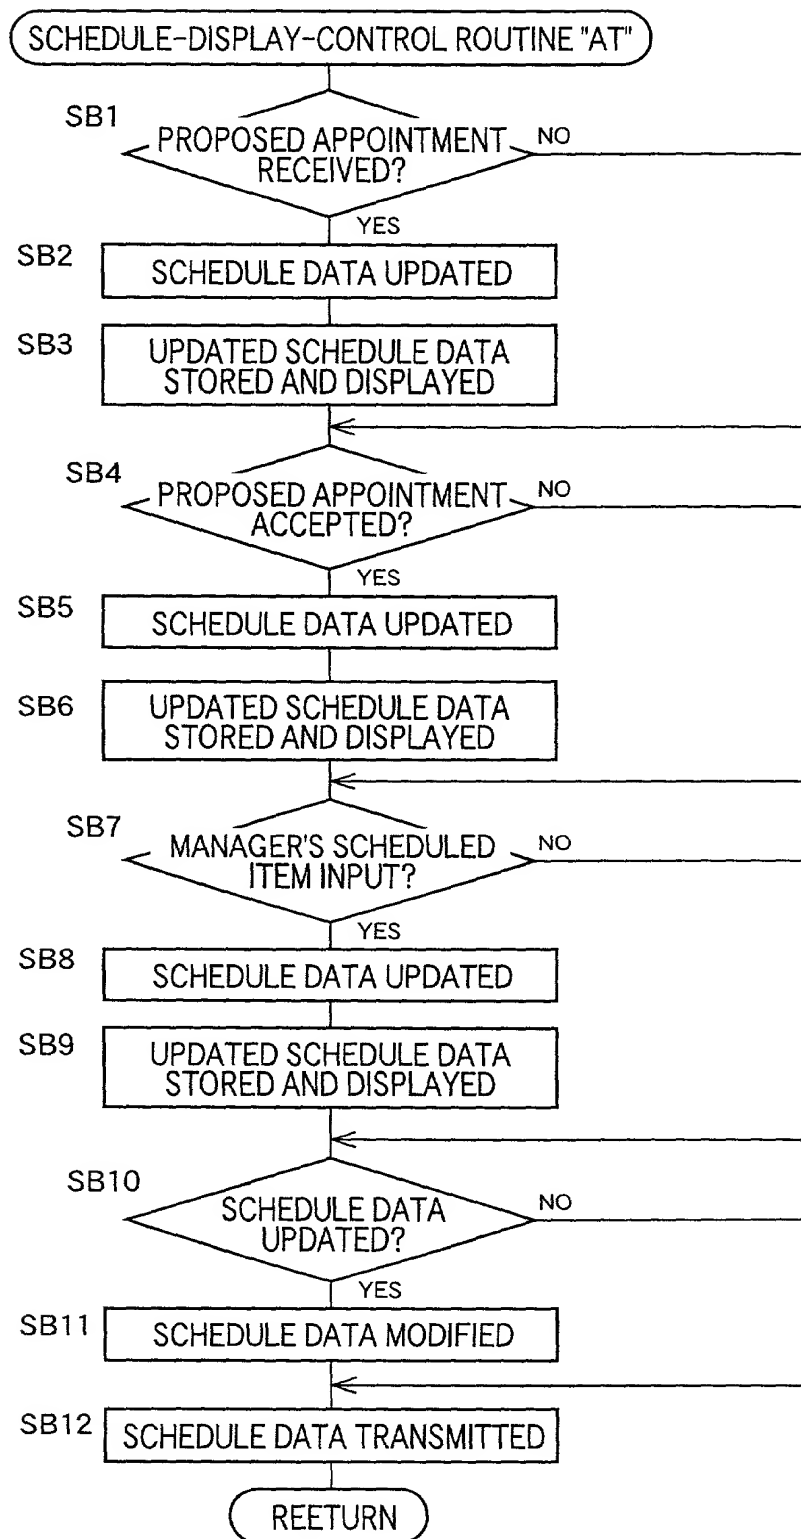 SCHEDULE-DISPLAY-CONTROL ROUTINE "AT"
SB1
PROPOSED APPOINTMENT
RECEIVED?
NO
YES
SB2
SCHEDULE DATA UPDATED
SB3
UPDATED SCHEDULE DATA
STORED AND DISPLAYED
SB4
PROPOSED APPOINTMENT
ACCEPTED?
NO
YES
SB5
SCHEDULE DATA UPDATED
SB6
UPDATED SCHEDULE DATA
STORED AND DISPLAYED
SB7
MANAGER'S SCHEDULED
ITEM INPUT?
NO
YES
SB8
SCHEDULE DATA UPDATED
SB9
UPDATED SCHEDULE DATA
STORED AND DISPLAYED
SB10
SCHEDULE DATA
UPDATED?
NO
YES
SB11
SCHEDULE DATA MODIFIED
SB12
SCHEDULE DATA TRANSMITTED
REETURN